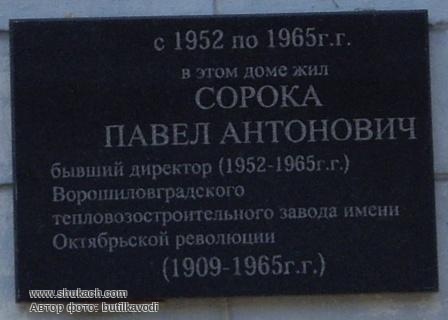 с 1952 по 1965г.г.
в этом доме жил
СОРОКА
ПАВЕЛ АНТОНОВИЧ
бывший директор (1952-1965г.г.)
Ворошиловградского
тепловозостроительного завода имени
Октябрьской революции
(1909-1965г.г.)
www.shukach.com
Автор фото: butilkavodi